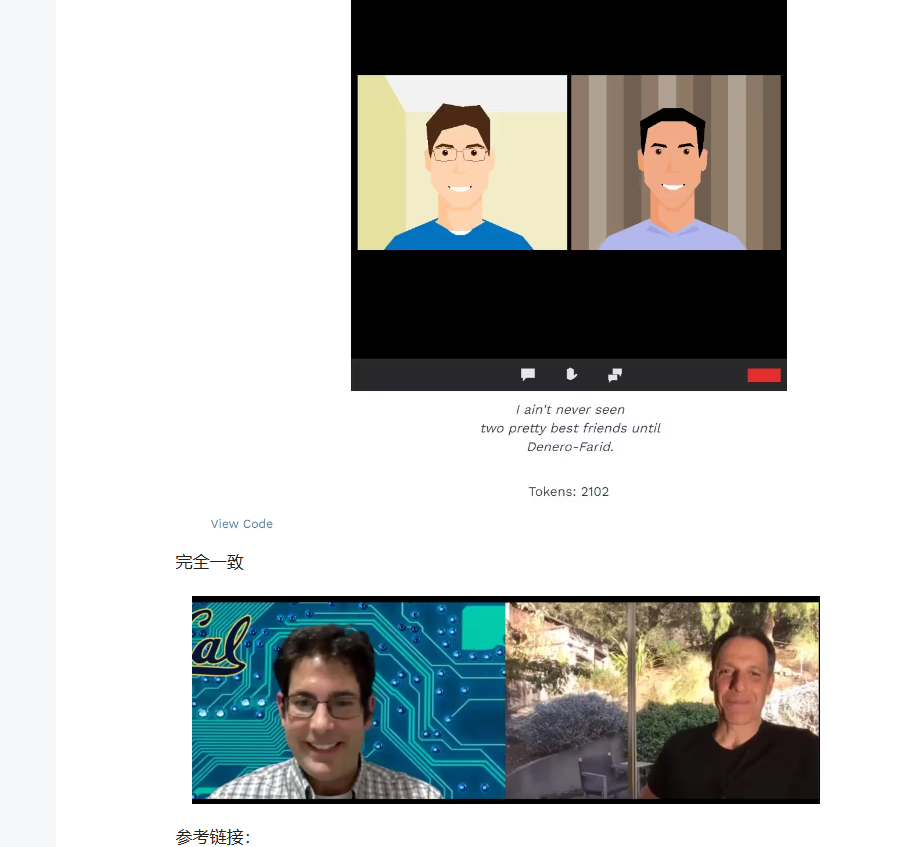 I ain't never seen
two pretty best friends until
Denero-Farid.
Tokens: 2102
View Code
完全一致
Cal
参考链接：